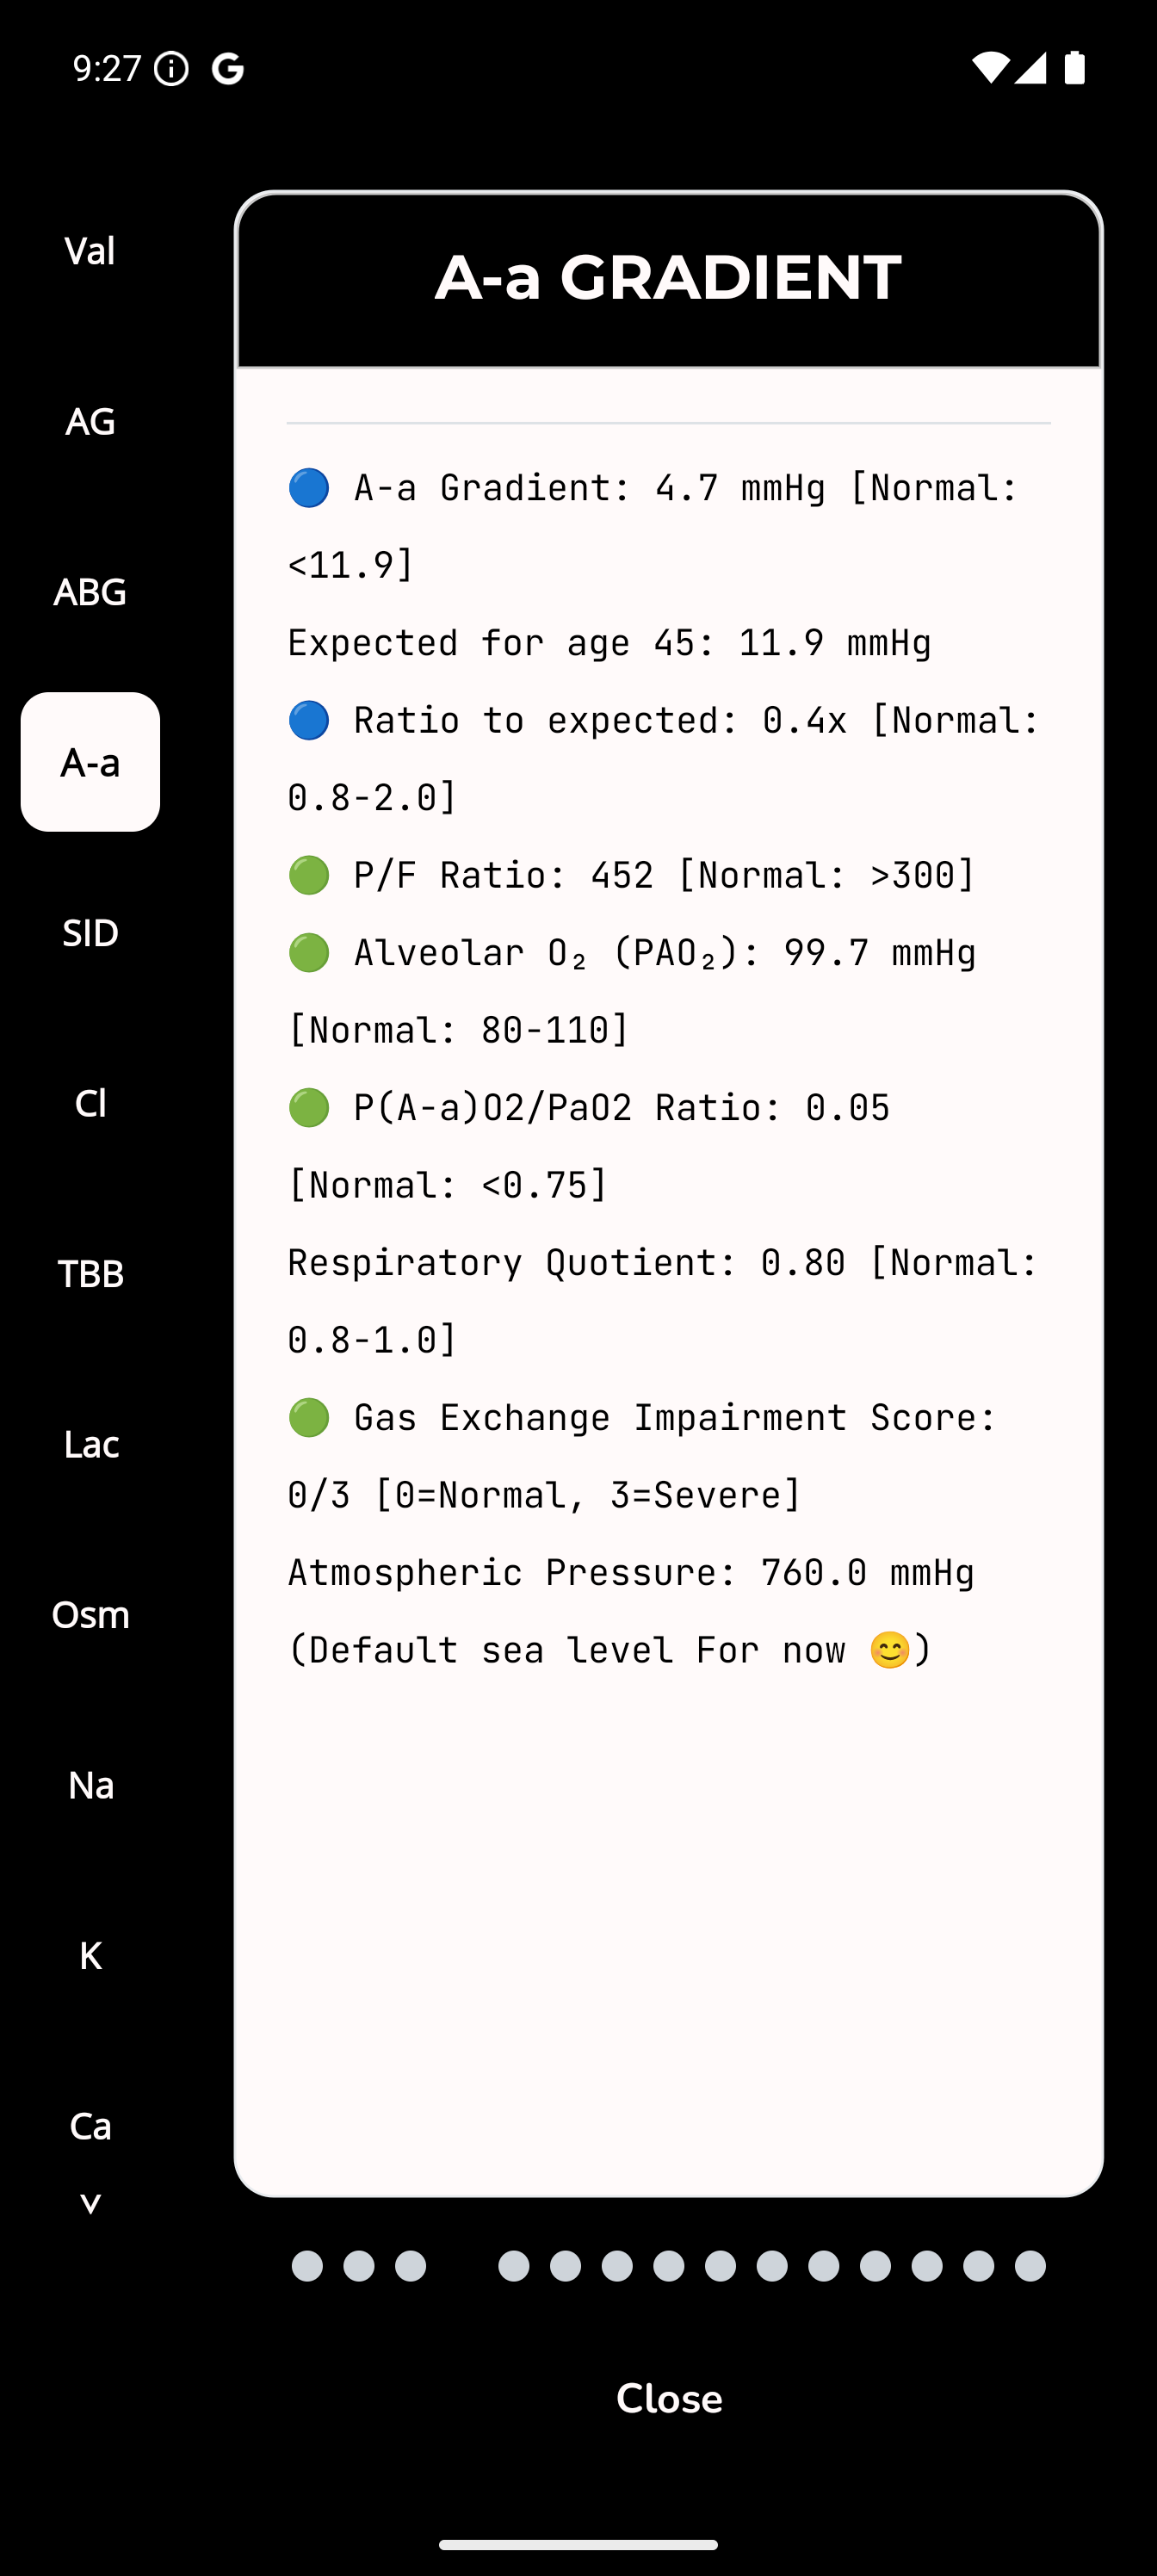 9:27
Val
AG
ABG
A-a
SID
Cl
TBB
Lac
Osm
Na
K
Ca
A-a GRADIENT
🔵 A-a Gradient: 4.7 mmHg [Normal:
<11.9]
Expected for age 45: 11.9 mmHg
🔵 Ratio to expected: 0.4x [Normal:
0.8-2.0]
🟢 P/F Ratio: 452 [Normal: >300]
🟢 Alveolar O₂ (PAO₂): 99.7 mmHg
[Normal: 80-110]
🟢 P(A-a)O2/PaO2 Ratio: 0.05
[Normal: <0.75]
Respiratory Quotient: 0.80 [Normal:
0.8-1.0]
🟢 Gas Exchange Impairment Score:
0/3 [0=Normal, 3=Severe]
Atmospheric Pressure: 760.0 mmHg
(Default sea level For now 😊)
Close